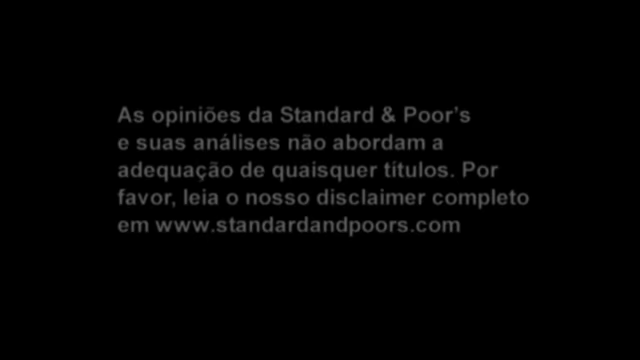 As opiniões da Standard & Poor's
e suas análises não abordam a
adequação de quaisquer títulos. Por
favor, leia o nosso disclaimer completo
em www.standardandpoors.com